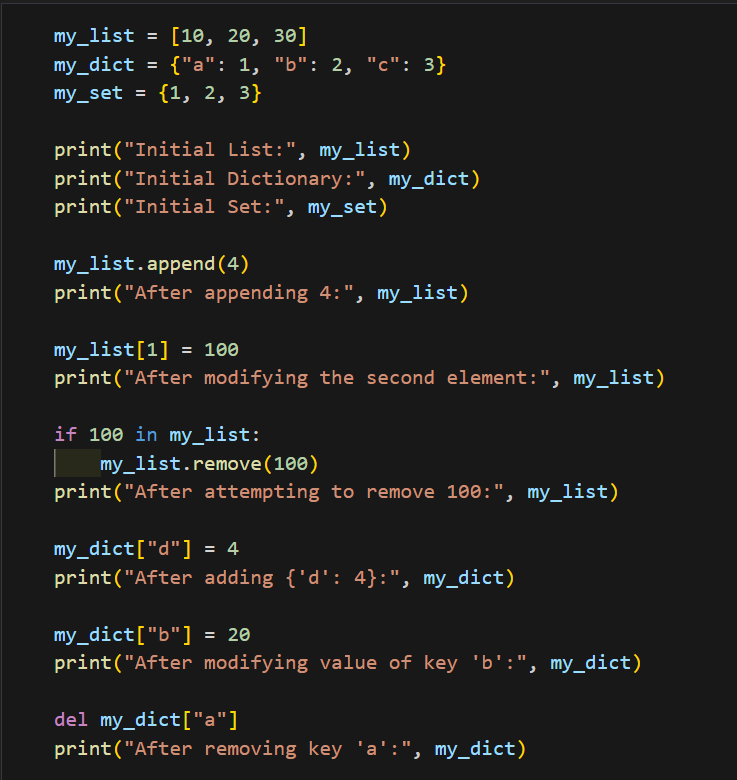 my_list = [10, 20, 30]
my_dict = {"a": 1, "b": 2, "c": 3}
my_set = {1, 2, 3}

print("Initial List:", my_list)
print("Initial Dictionary:", my_dict)
print("Initial Set:", my_set)

my_list.append(4)
print("After appending 4:", my_list)

my_list[1] = 100
print("After modifying the second element:", my_list)

if 100 in my_list:
    my_list.remove(100)
print("After attempting to remove 100:", my_list)

my_dict["d"] = 4
print("After adding {'d': 4}:", my_dict)

my_dict["b"] = 20
print("After modifying value of key 'b':", my_dict)

del my_dict["a"]
print("After removing key 'a':", my_dict)